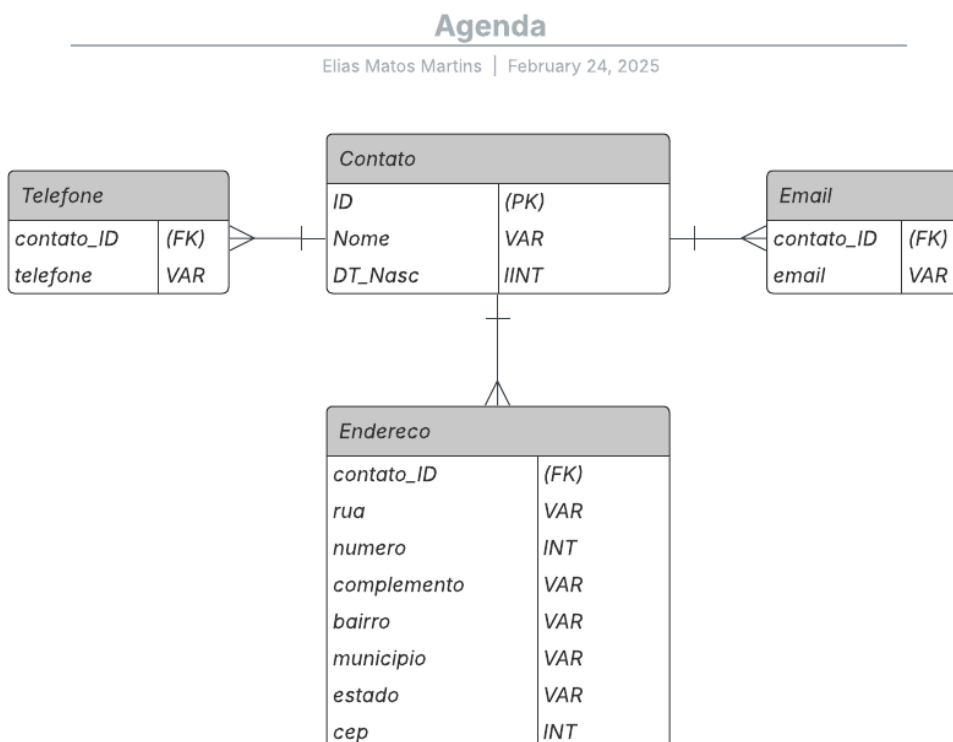 Agenda
Elias Matos Martins | February 24, 2025
Contato
ID (PK)
Nome VAR
DT_Nasc IINT
Telefone
contato_ID (FK)
telefone VAR
Email
contato_ID (FK)
email VAR
Endereco
contato_ID (FK)
rua VAR
numero INT
complemento VAR
bairro VAR
municipio VAR
estado VAR
cep INT